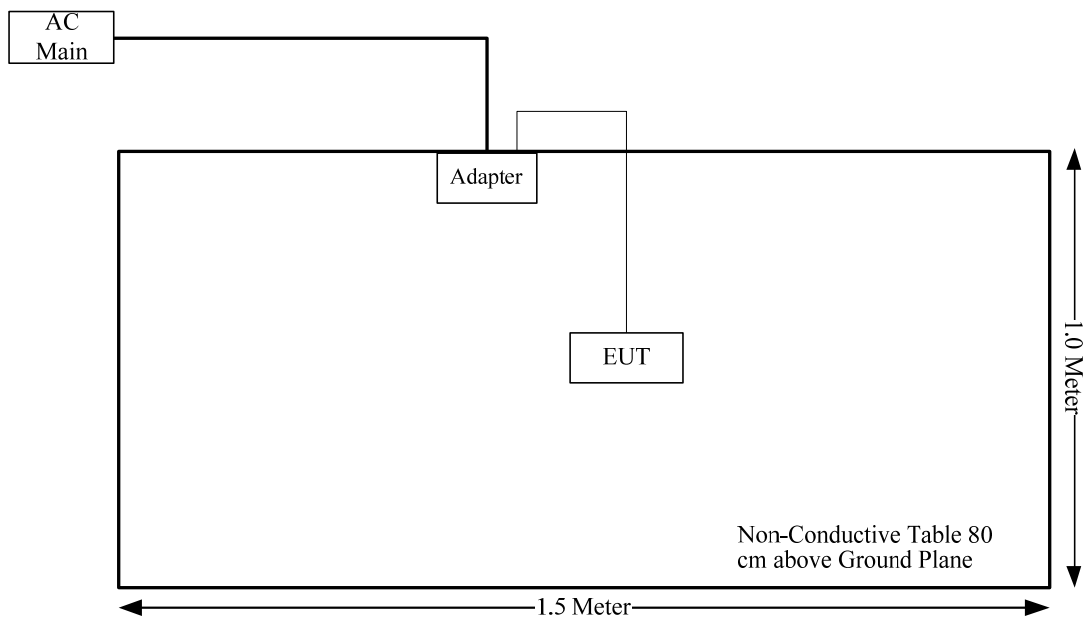 AC
Main
Adapter
EUT
1.0 Meter
Non-Conductive Table 80
cm above Ground Plane
1.5 Meter